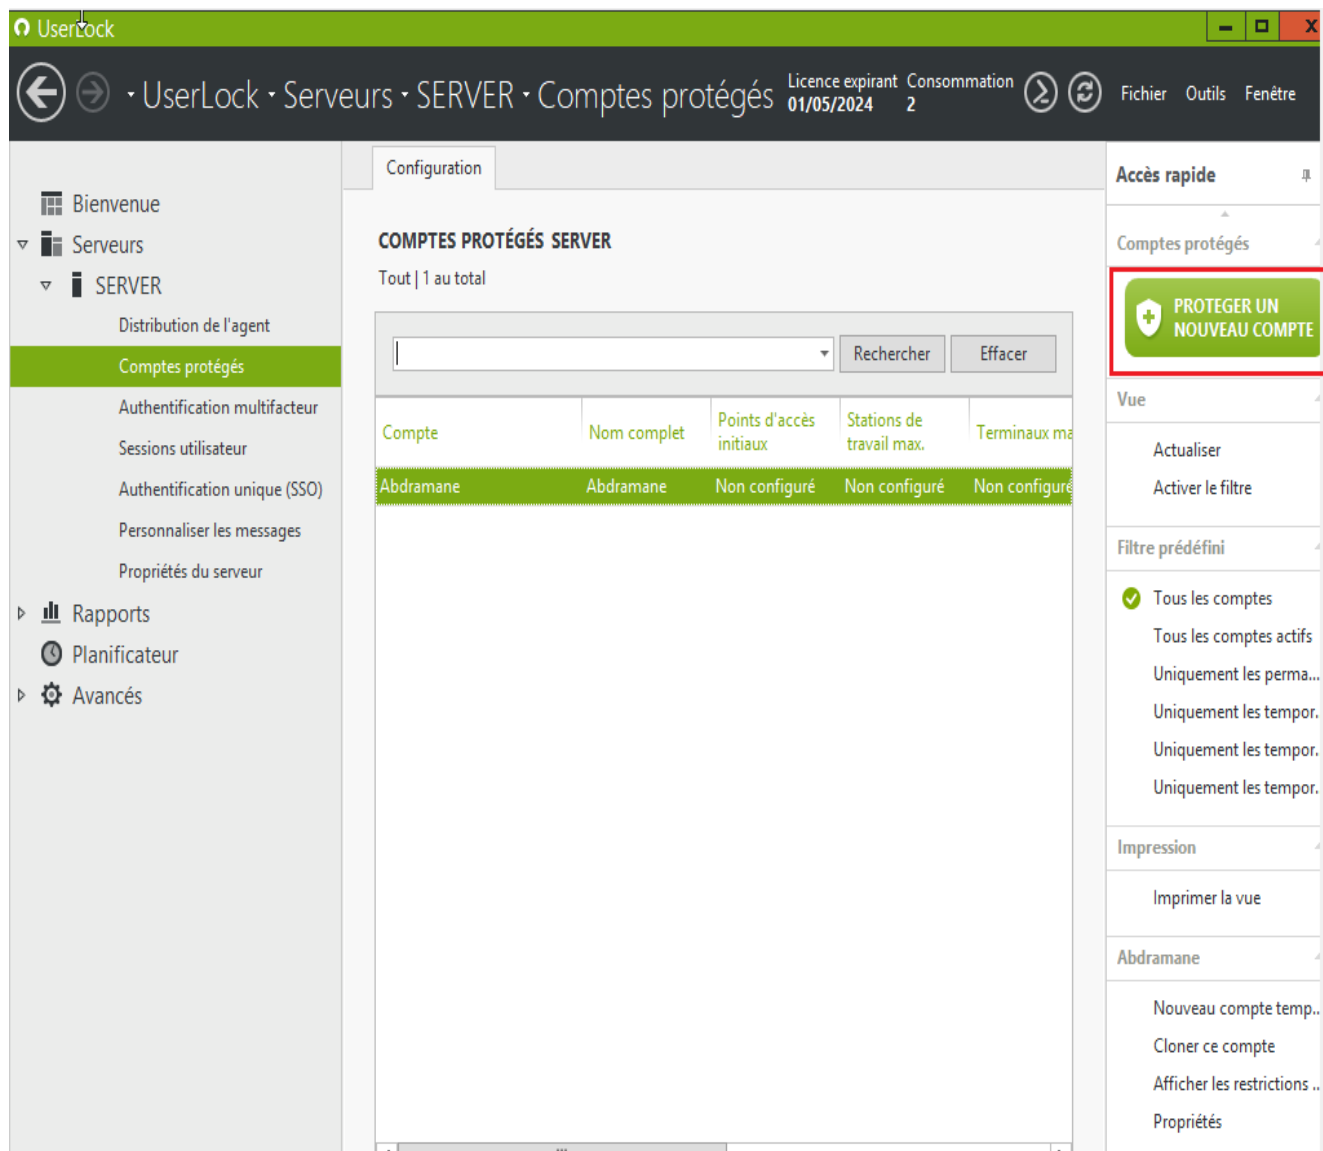 UserLock
UserLock · Serveurs · SERVER · Comptes protégés
Licence expirant Consommation
01/05/2024 2
Fichier Outils Fenêtre
Bienvenue
Serveurs
SERVER
Distribution de l'agent
Comptes protégés
Authentification multifacteur
Sessions utilisateur
Authentification unique (SSO)
Personnaliser les messages
Propriétés du serveur
Rapports
Planificateur
Avancés
Configuration
COMPTES PROTÉGÉS SERVER
Tout | 1 au total
Rechercher Effacer
Compte Nom complet Points d'accès initiaux Stations de travail max. Terminaux ma
Abdramane Abdramane Non configuré Non configuré Non configuré
Accès rapide
Comptes protégés
PROTEGER UN
NOUVEAU COMPTE
Vue
Actualiser
Activer le filtre
Filtre prédéfini
Tous les comptes
Tous les comptes actifs
Uniquement les perma...
Uniquement les tempor.
Uniquement les tempor.
Uniquement les tempor.
Impression
Imprimer la vue
Abdramane
Nouveau compte temp..
Cloner ce compte
Afficher les restrictions ..
Propriétés